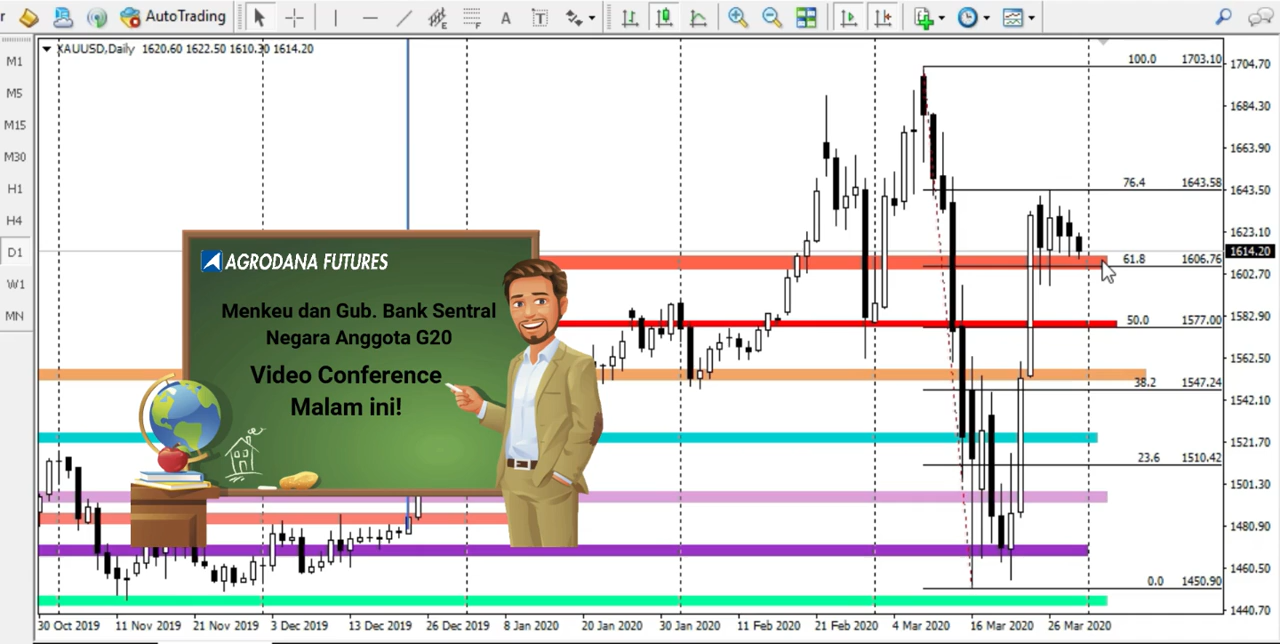 AutoTrading
A
T
E
F
M1
M5
M15
M30
H1
H4
D1
W1
MN
XAUUSD,Daily 1620.60 1622.50 1610.30 1614.20
100.0 1703.10
76.4 1643.58
61.8 1606.76
50.0 1577.00
38.2 1547.24
23.6 1510.42
0.0 1450.90
AGRODANA FUTURES
Menkeu dan Gub. Bank Sentral
Negara Anggota G20
Video Conference
Malam ini!
1704.70
1684.30
1663.90
1643.50
1623.10
1614.20
1602.70
1582.90
1562.50
1542.10
1521.70
1501.30
1480.90
1460.50
1440.70
30 Oct 2019 11 Nov 2019 21 Nov 2019 3 Dec 2019 13 Dec 2019 26 Dec 2019 8 Jan 2020 20 Jan 2020 30 Jan 2020 11 Feb 2020 21 Feb 2020 4 Mar 2020 16 Mar 2020 26 Mar 2020